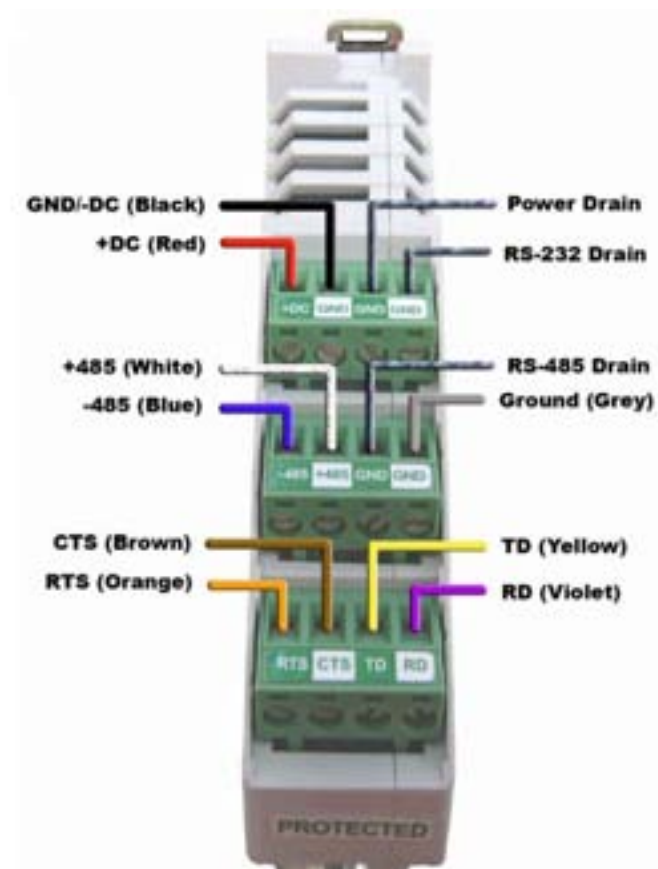 GND/-DC (Black)
Power Drain
+DC (Red)
RS-232 Drain
+DC GND GND GND
+485 (White)
RS-485 Drain
-485 (Blue)
Ground (Grey)
-485 +485 GND GND
CTS (Brown)
TD (Yellow)
RTS (Orange)
RD (Violet)
RTS CTS TD RD
PROTECTED